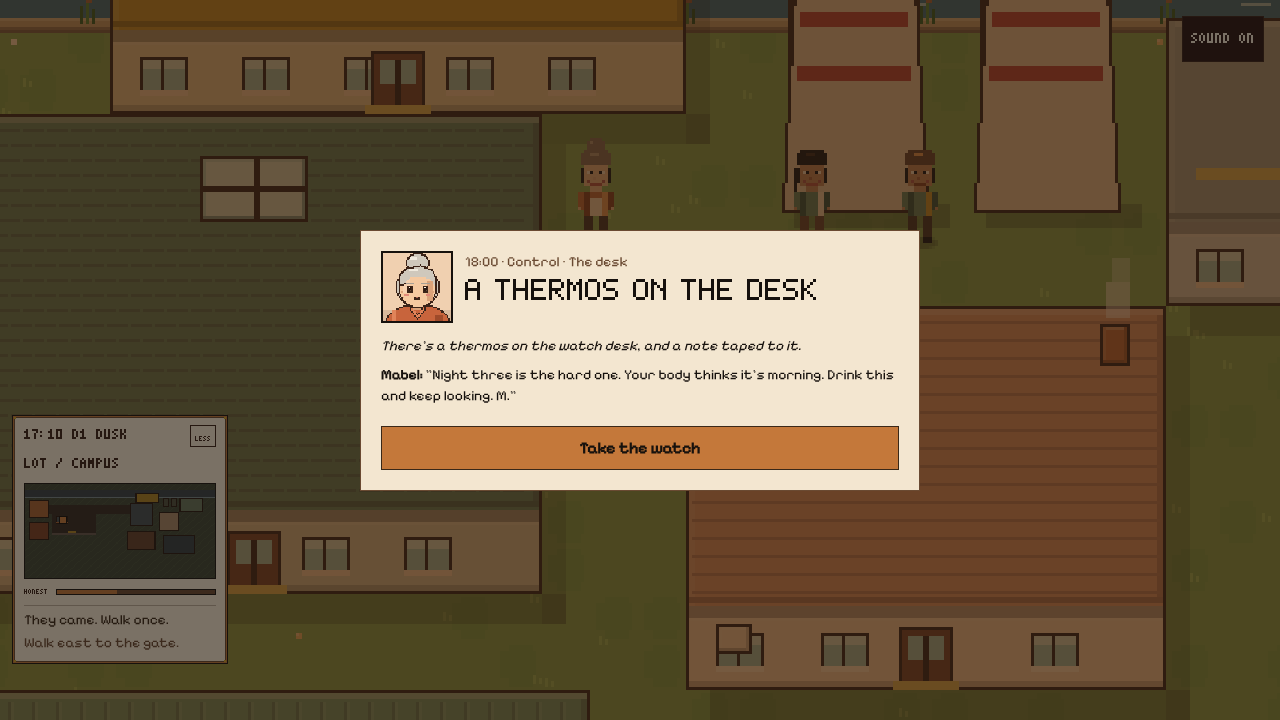 SOUND ON
18:00 · Control · The desk
A THERMOS ON THE DESK
There's a thermos on the watch desk, and a note taped to it.
Mabel: "Night three is the hard one. Your body thinks it's morning. Drink this
and keep looking. M."
Take the watch
17:10 D1 DUSK
LESS
LOT / CAMPUS
HONEST
They came. Walk once.
Walk east to the gate.